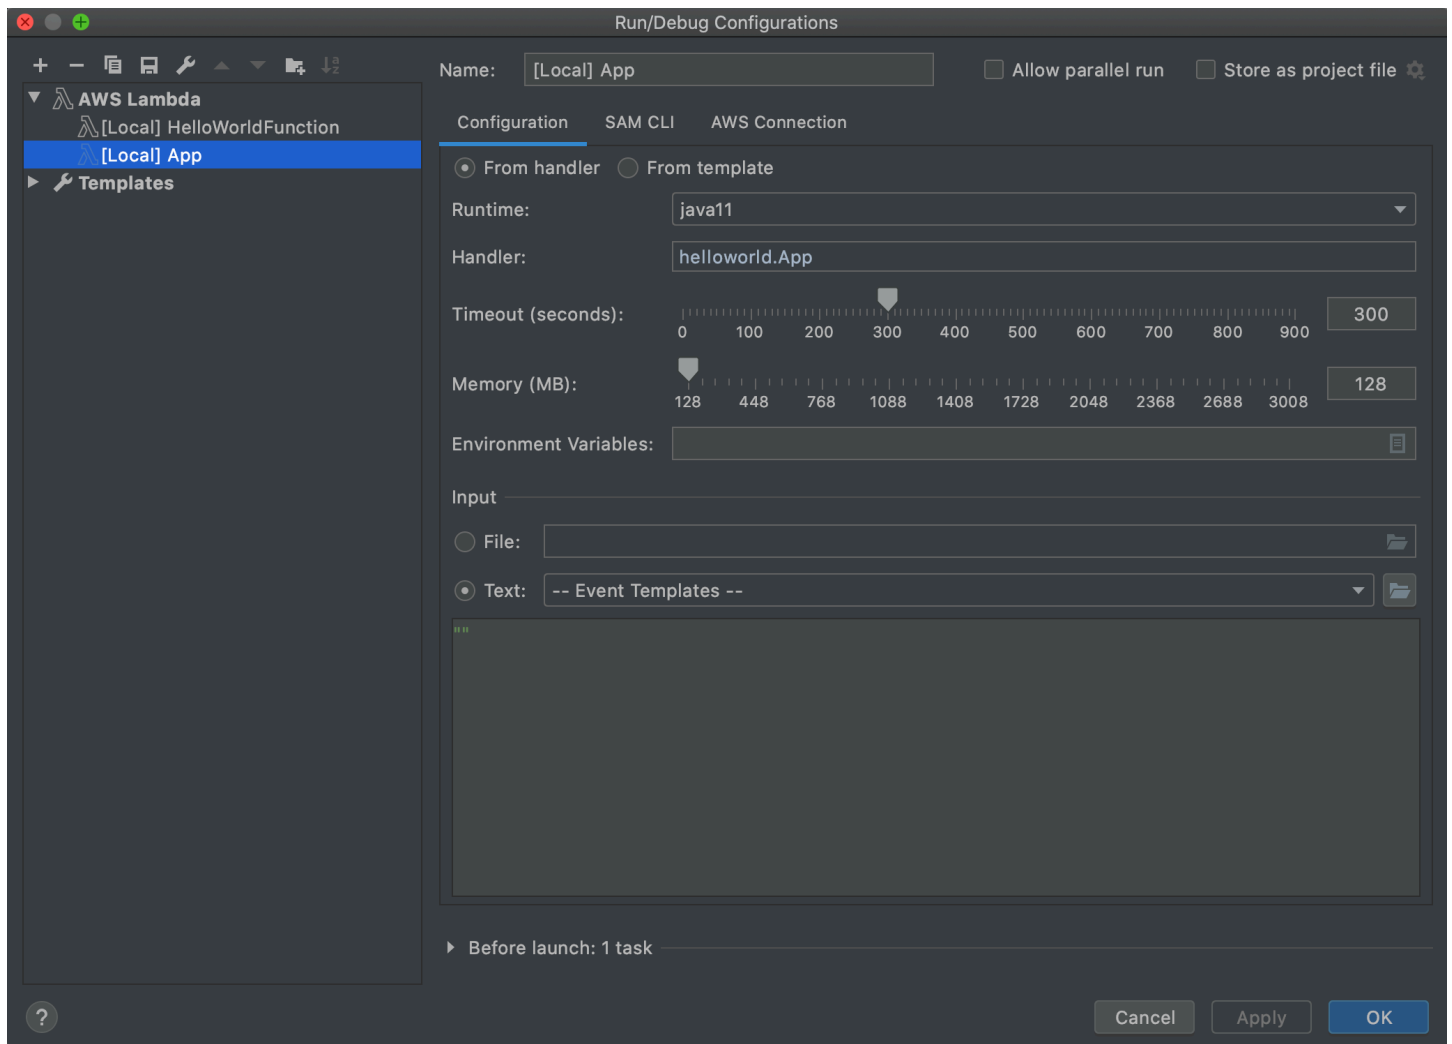 Run/Debug Configurations
Name: [Local] App Allow parallel run Store as project file
AWS Lambda
[Local] HelloWorldFunction
[Local] App
Templates
Configuration SAM CLI AWS Connection
From handler From template
Runtime: java11
Handler: helloworld.App
Timeout (seconds): 300
0 100 200 300 400 500 600 700 800 900
Memory (MB): 128
128 448 768 1088 1408 1728 2048 2368 2688 3008
Environment Variables:
Input
File:
Text: -- Event Templates --
""
Before launch: 1 task
? Cancel Apply OK